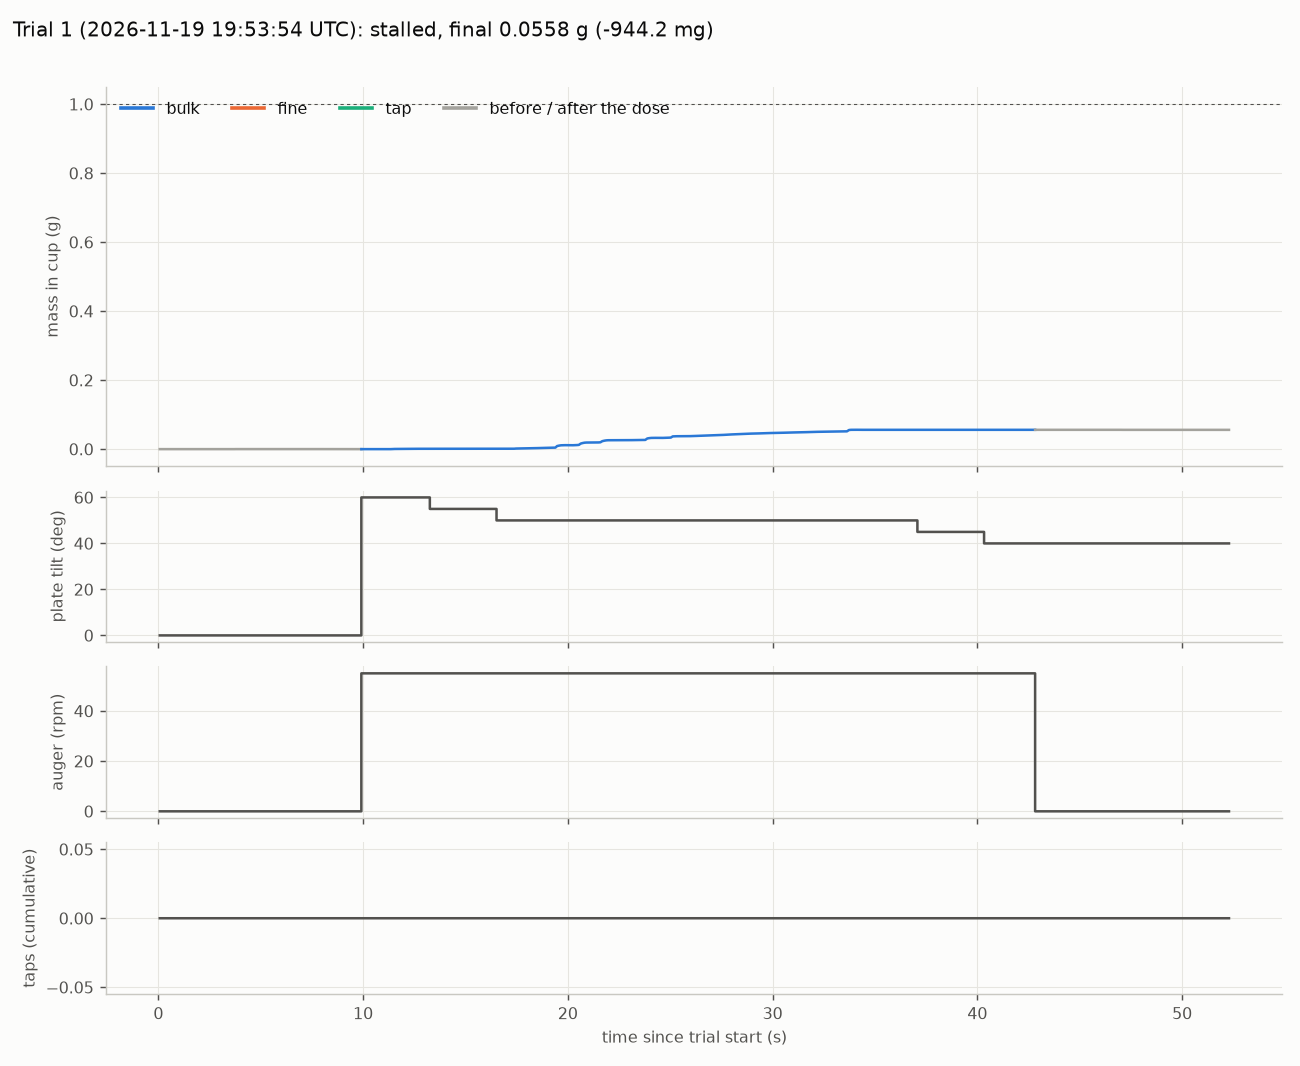 Trial 1 (2026-11-19 19:53:54 UTC): stalled, final 0.0558 g (-944.2 mg)
bulk fine tap before / after the dose
mass in cup (g)
1.0
0.8
0.6
0.4
0.2
0.0
plate tilt (deg)
60
40
20
0
auger (rpm)
40
20
0
taps (cumulative)
0.05
0.00
−0.05
0 10 20 30 40 50
time since trial start (s)